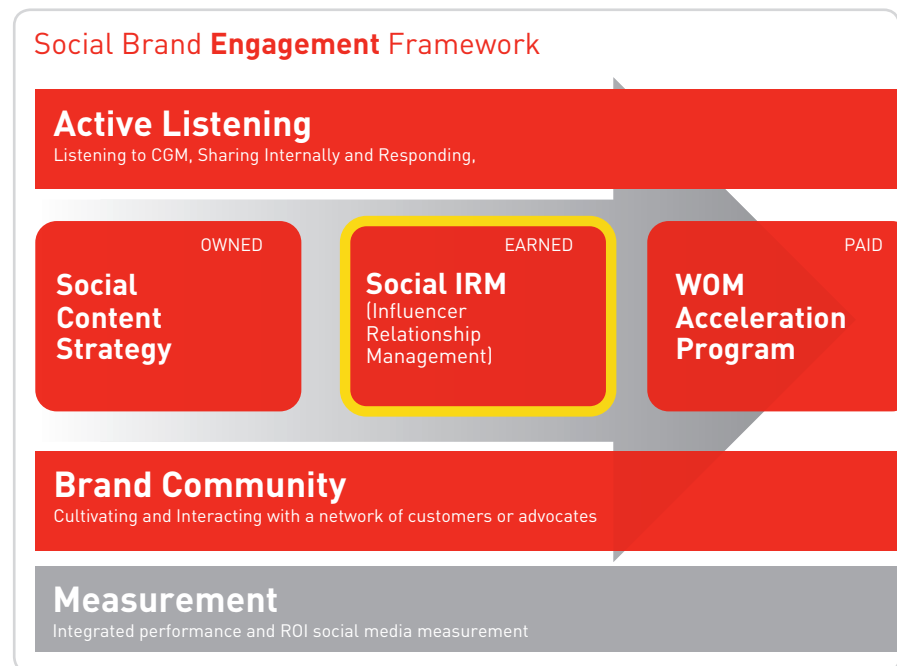 Social Brand Engagement Framework
Active Listening
Listening to CGM, Sharing Internally and Responding,
OWNED
Social
Content
Strategy
EARNED
Social IRM
(Influencer
Relationship
Management)
PAID
WOM
Acceleration
Program
Brand Community
Cultivating and Interacting with a network of customers or advocates
Measurement
Integrated performance and ROI social media measurement